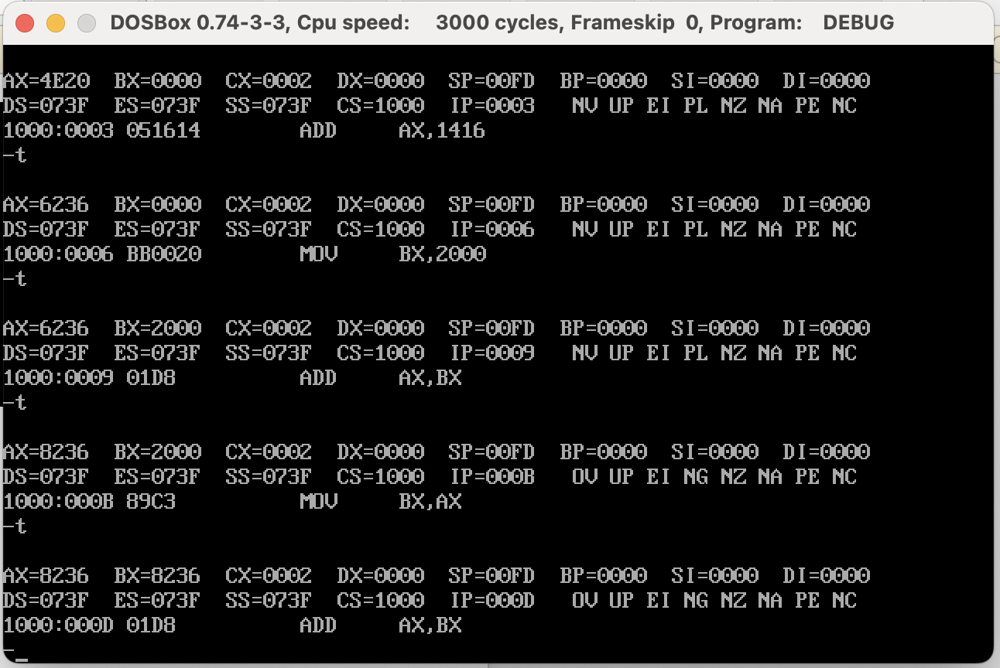 DOSBox 0.74-3-3, Cpu speed: 3000 cycles, Frameskip 0, Program: DEBUG
AX=4E20 BX=0000 CX=0002 DX=0000 SP=00FD BP=0000 SI=0000 DI=0000
DS=073F ES=073F SS=073F CS=1000 IP=0003 NV UP EI PL NZ NA PE NC
1000:0003 051614 ADD AX,1416
-t
AX=6236 BX=0000 CX=0002 DX=0000 SP=00FD BP=0000 SI=0000 DI=0000
DS=073F ES=073F SS=073F CS=1000 IP=0006 NV UP EI PL NZ NA PE NC
1000:0006 BB0020 MOV BX,2000
-t
AX=6236 BX=2000 CX=0002 DX=0000 SP=00FD BP=0000 SI=0000 DI=0000
DS=073F ES=073F SS=073F CS=1000 IP=0009 NV UP EI PL NZ NA PE NC
1000:0009 01D8 ADD AX,BX
-t
AX=8236 BX=2000 CX=0002 DX=0000 SP=00FD BP=0000 SI=0000 DI=0000
DS=073F ES=073F SS=073F CS=1000 IP=000B OV UP EI NG NZ NA PE NC
1000:000B 89C3 MOV BX,AX
-t
AX=8236 BX=8236 CX=0002 DX=0000 SP=00FD BP=0000 SI=0000 DI=0000
DS=073F ES=073F SS=073F CS=1000 IP=000D OV UP EI NG NZ NA PE NC
1000:000D 01D8 ADD AX,BX
-_